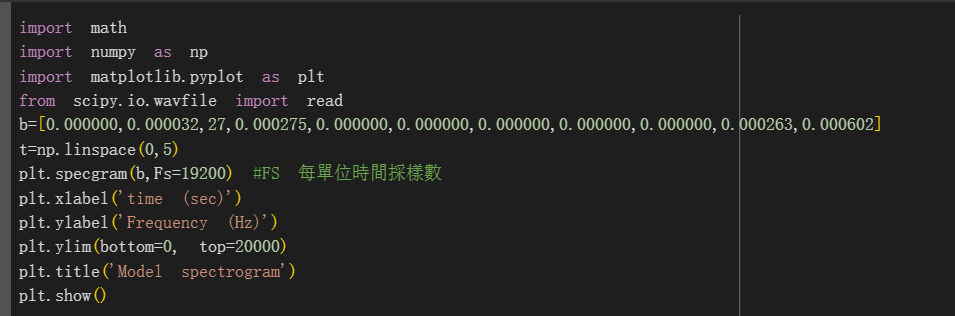 import math
import numpy as np
import matplotlib.pyplot as plt
from scipy.io.wavfile import read
b=[0.000000,0.000032,27,0.000275,0.000000,0.000000,0.000000,0.000000,0.000000,0.000263,0.000602]
t=np.linspace(0,5)
plt.specgram(b,Fs=19200) #FS 每單位時間採樣數
plt.xlabel('time (sec)')
plt.ylabel('Frequency (Hz)')
plt.ylim(bottom=0, top=20000)
plt.title('Model spectrogram')
plt.show()